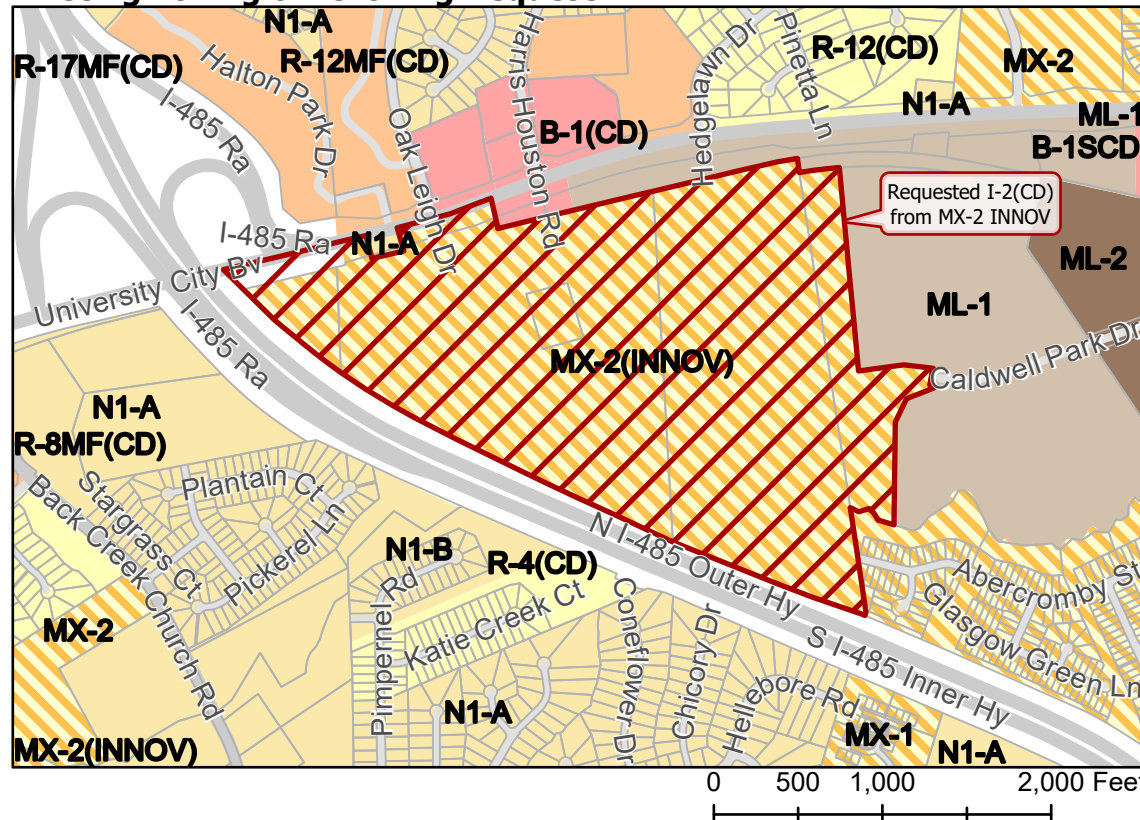 Existing Zoning & Rezoning Request
N1-A
R-17MF(CD)
R-12MF(CD)
Halton Park Dr
I-485 Ra
Oak Leigh Dr
Harris Houston Rd
B-1(CD)
Hedgelawn Dr
Pinetta Ln
R-12(CD)
MX-2
N1-A
ML-1
B-1SCD
Requested I-2(CD)
from MX-2 INNOV
I-485 Ra
N1-A
University City Bv
I-485 Ra
ML-2
ML-1
MX-2(INNOV)
Caldwell Park Dr
N1-A
R-8MF(CD)
Plantain Ct
Stargrass Ct
Pickerel Ln
Back Creek Church Rd
N1-B
R-4(CD)
Pimpernel Rd
Katie Creek Ct
N I-485 Outer Hy
S I-485 Inner Hy
Coneflower Dr
Chicory Dr
Hellebore Rd
Abercromby St
Glasgow Green Ln
MX-2
N1-A
MX-1
N1-A
MX-2(INNOV)
0 500 1,000 2,000 Feet